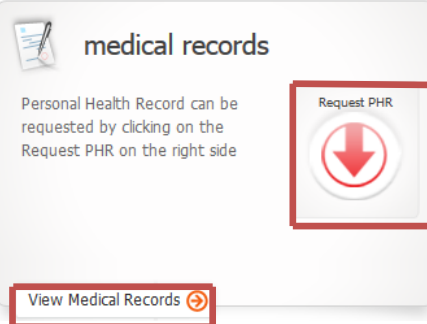 medical records
Personal Health Record can be
requested by clicking on the
Request PHR on the right side
Request PHR
View Medical Records